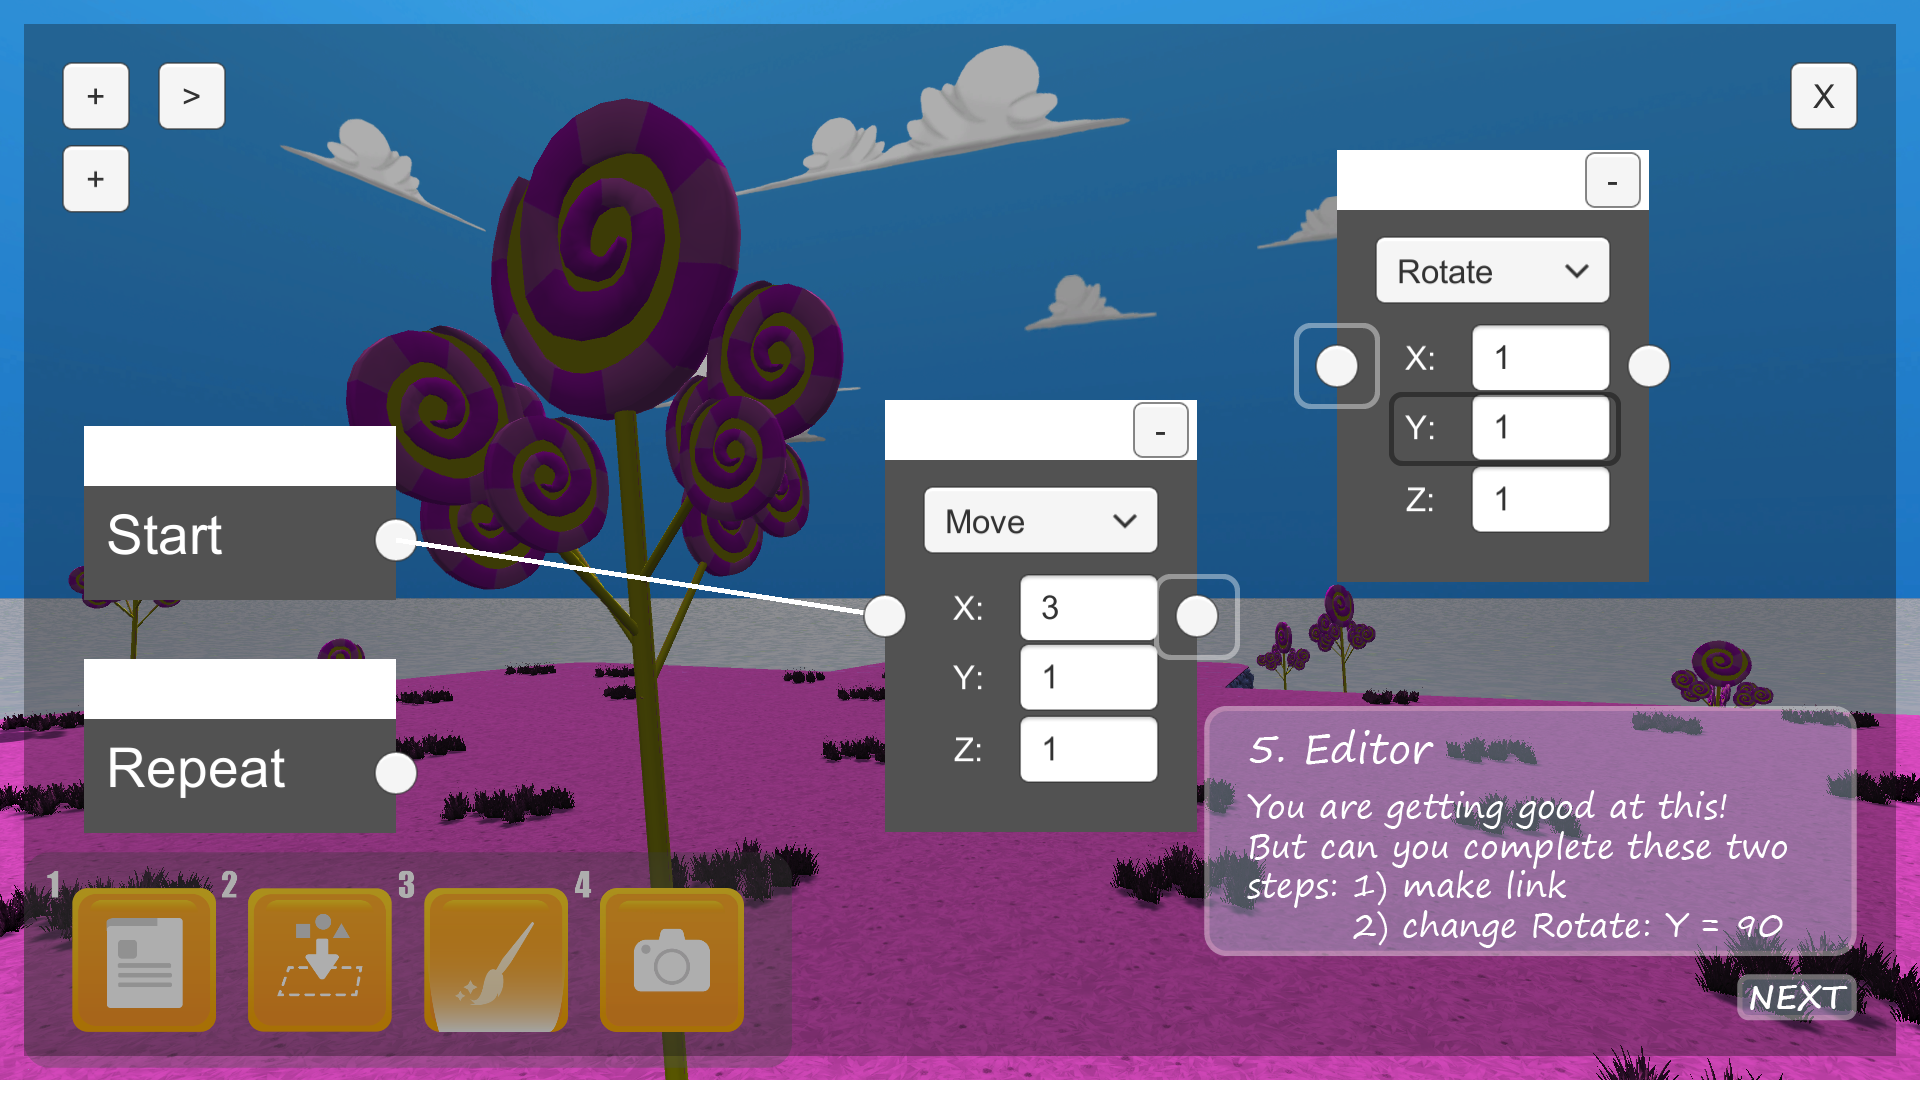 +
>
X
+
-
Rotate
X: 1
Y: 1
Z: 1
-
Move
X: 3
Y: 1
Z: 1
Start
Repeat
5. Editor
You are getting good at this!
But can you complete these two
steps: 1) make link
2) change Rotate: Y = 90
NEXT
1 2 3 4